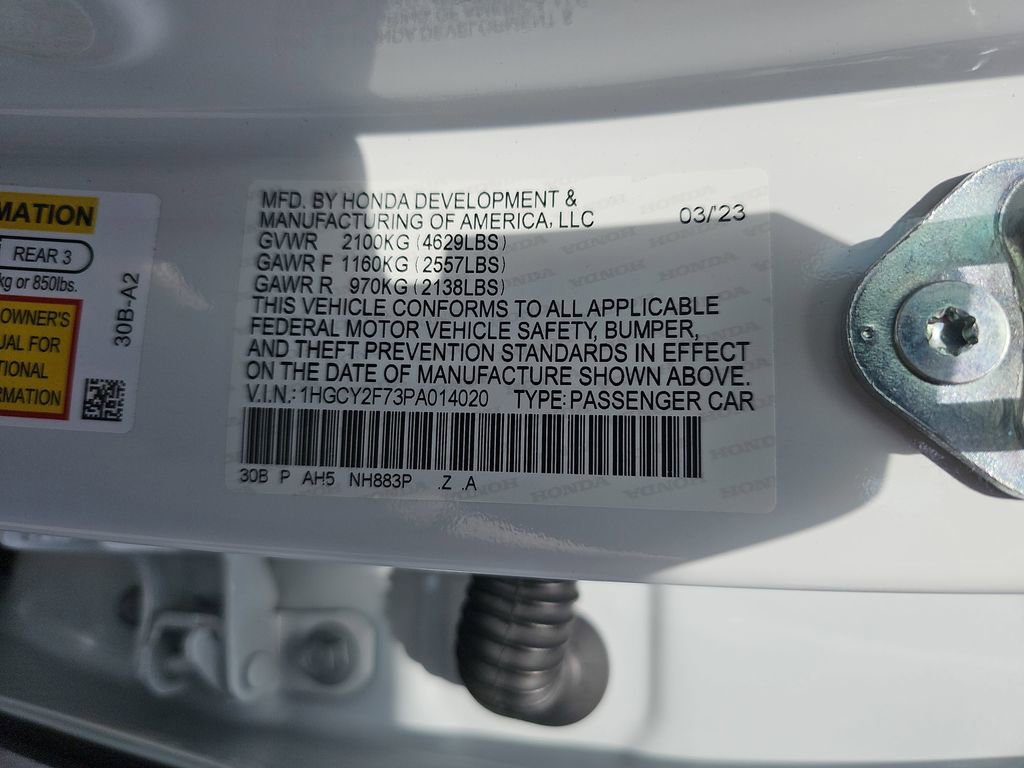 MATION
REAR 3
kg or 850lbs.
OWNER'S
UAL FOR
TIONAL
RMATION
30B-A2
MFD. BY HONDA DEVELOPMENT &
MANUFACTURING OF AMERICA, LLC 03/23
GVWR 2100KG (4629LBS)
GAWR F 1160KG (2557LBS)
GAWR R 970KG (2138LBS)
THIS VEHICLE CONFORMS TO ALL APPLICABLE
FEDERAL MOTOR VEHICLE SAFETY, BUMPER,
AND THEFT PREVENTION STANDARDS IN EFFECT
ON THE DATE OF MANUFACTURE SHOWN ABOVE.
V.I.N.: 1HGCY2F73PA014020 TYPE: PASSENGER CAR
30B P AH5 NH883P .Z .A